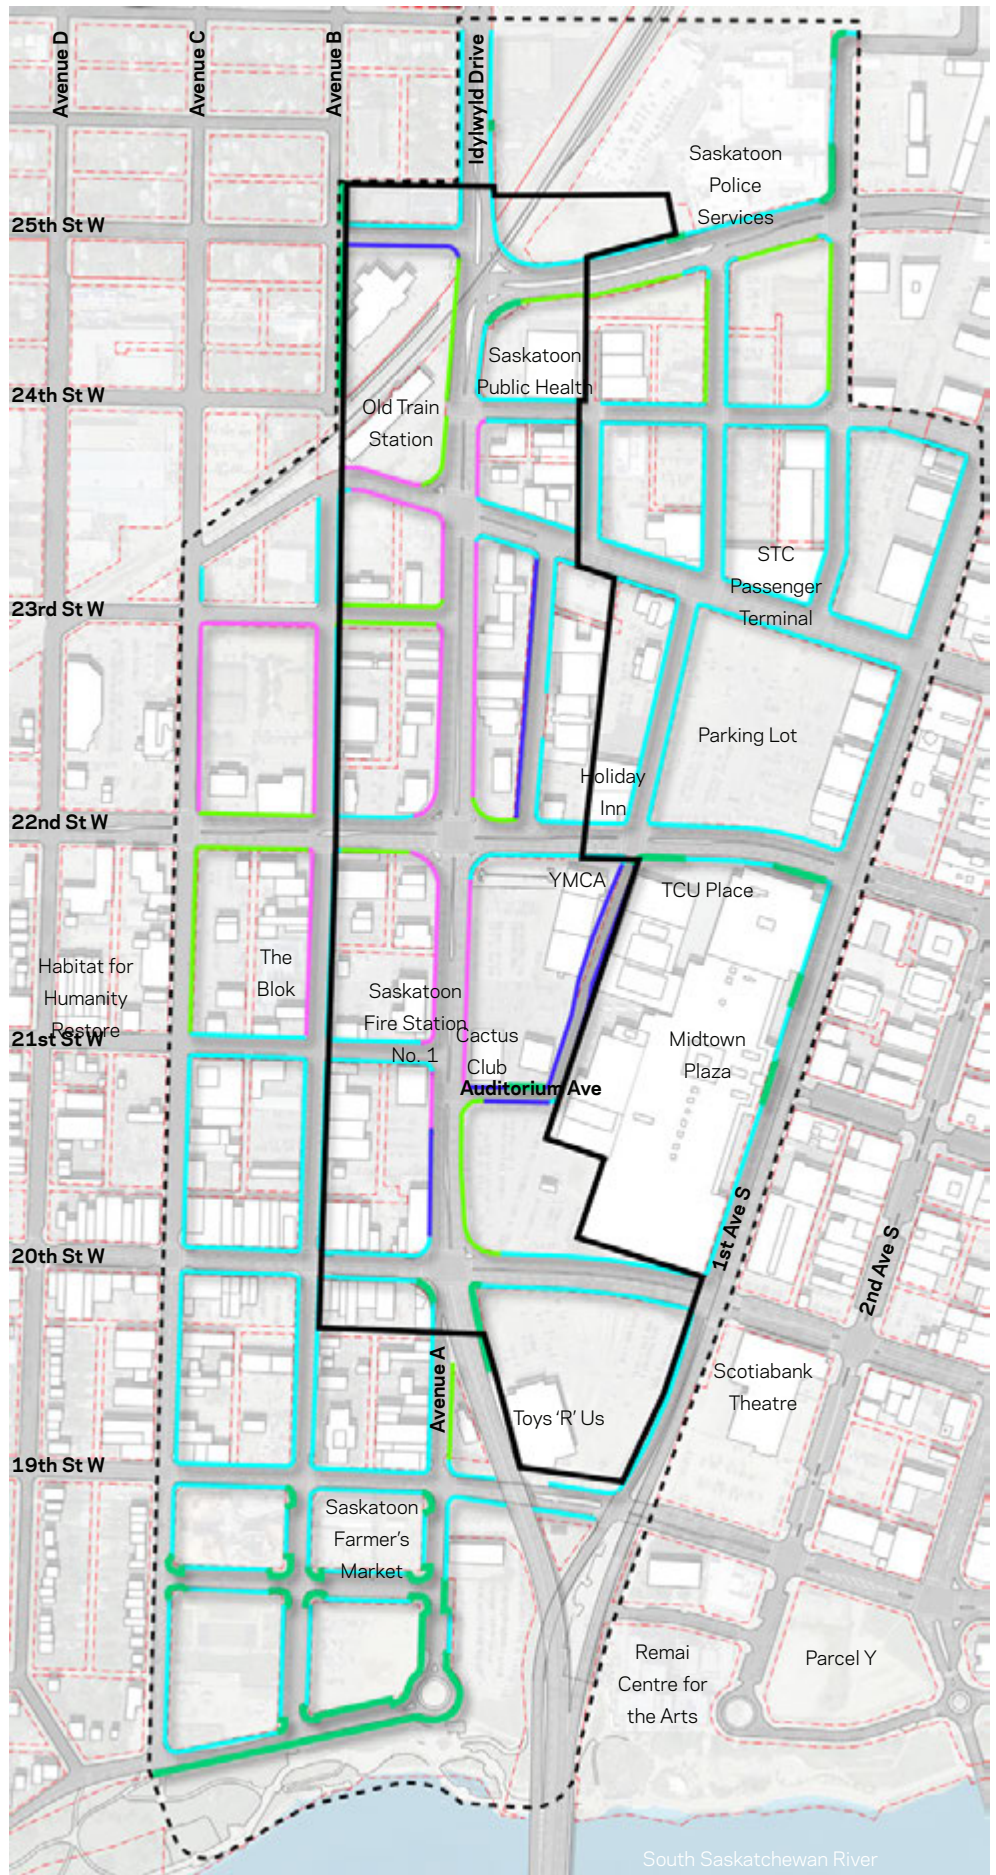 Avenue D
Avenue C
Avenue B
Idylwyld Drive
Saskatoon
Police
Services
25th St W
Saskatoon
Public Health
24th St W
Old Train
Station
STC
Passenger
Terminal
23rd St W
Parking Lot
Holiday
Inn
22nd St W
YMCA
TCU Place
Habitat for
Humanity
Restore
The
Blok
Saskatoon
Fire Station
No. 1
Cactus
Club
21st St W
Midtown
Plaza
Auditorium Ave
1st Ave S
2nd Ave S
20th St W
Avenue A
Scotiabank
Theatre
Toys ‘R’ Us
19th St W
Saskatoon
Farmer’s
Market
Remai
Centre for
the Arts
Parcel Y
South Saskatchewan River